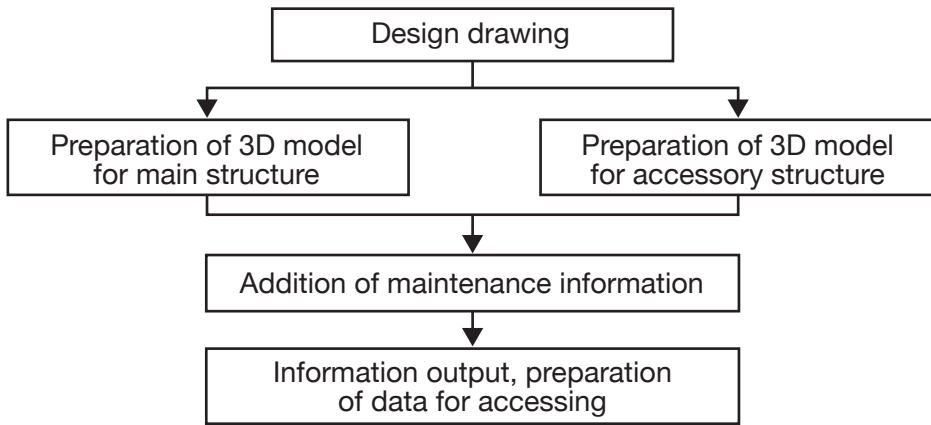 Design drawing
Preparation of 3D model
for main structure
Preparation of 3D model
for accessory structure
Addition of maintenance information
Information output, preparation
of data for accessing